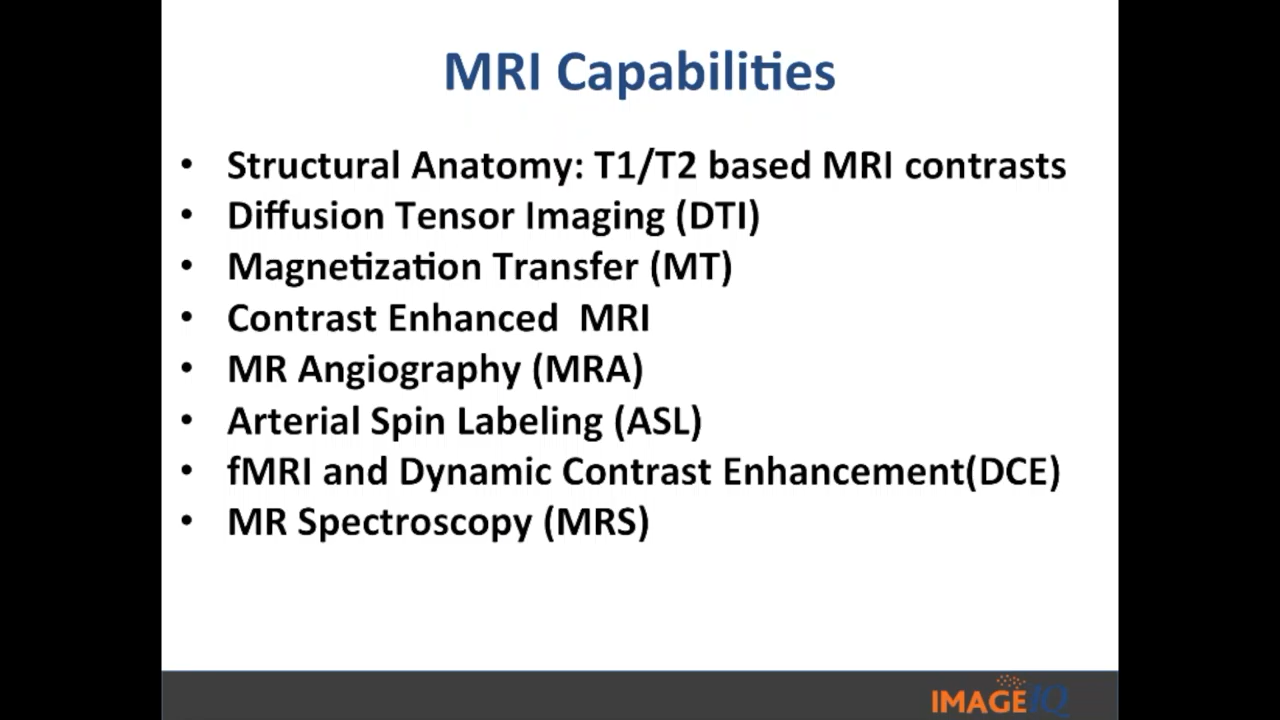 MRI Capabilities
• Structural Anatomy: T1/T2 based MRI contrasts
• Diffusion Tensor Imaging (DTI)
• Magnetization Transfer (MT)
• Contrast Enhanced  MRI
• MR Angiography (MRA)
• Arterial Spin Labeling (ASL)
• fMRI and Dynamic Contrast Enhancement(DCE)
• MR Spectroscopy (MRS)
IMAGEIQ